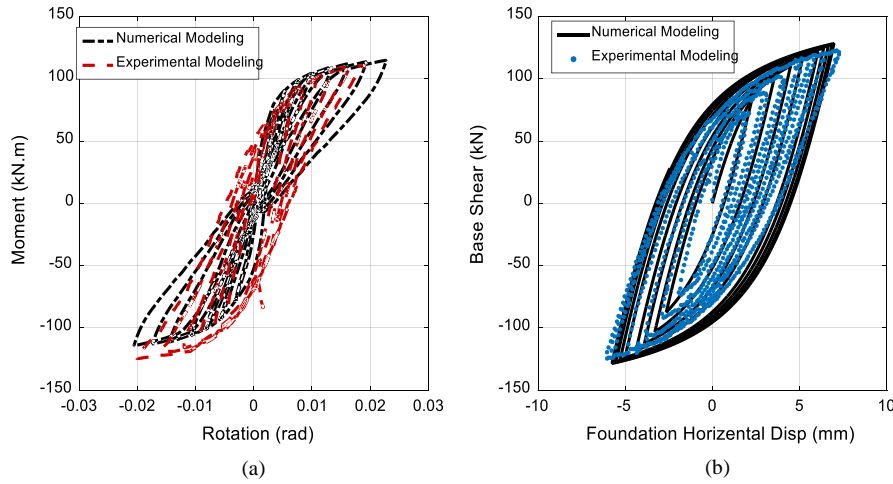 150
100
50
0
-50
-100
-150
-0.03
-0.02
-0.01
0
0.01
0.02
0.03
Moment (kN.m)
Rotation (rad)
Numerical Modeling
Experimental Modeling
(a)
150
100
50
0
-50
-100
-150
-10
-5
0
5
10
Base Shear (kN)
Foundation Horizental Disp (mm)
Numerical Modeling
Experimental Modeling
(b)